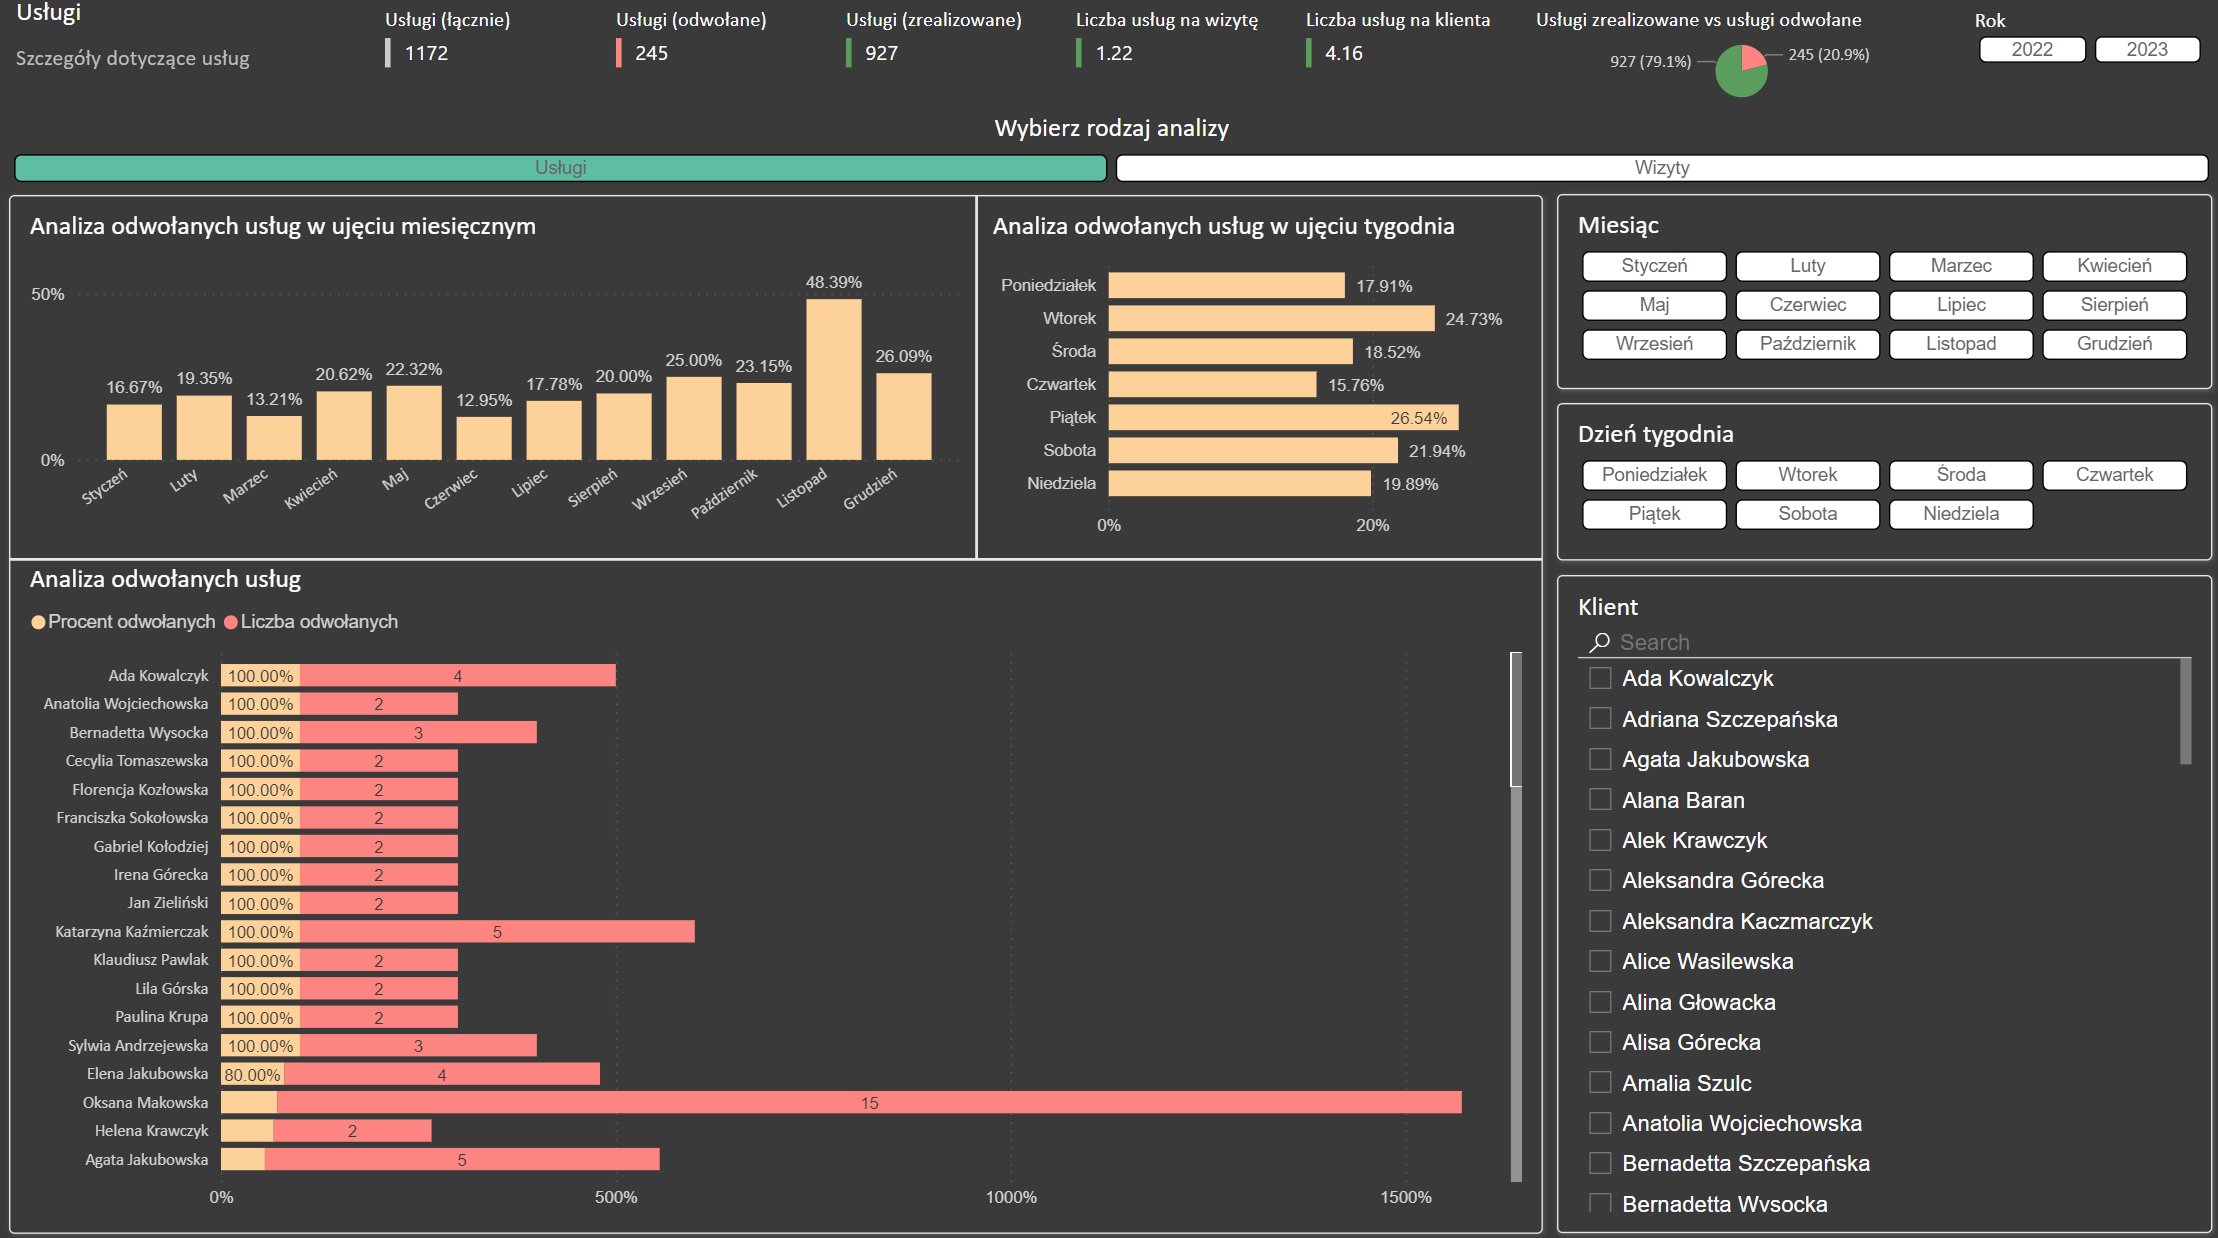 Usługi
Szczegóły dotyczące usług
Usługi (łącznie)
1172
Usługi (odwołane)
245
Usługi (zrealizowane)
927
Liczba usług na wizytę
1.22
Liczba usług na klienta
4.16
Usługi zrealizowane vs usługi odwołane
927 (79.1%)
245 (20.9%)
Rok
2022
2023
Wybierz rodzaj analizy
Usługi
Wizyty
Analiza odwołanych usług w ujęciu miesięcznym
50%
0%
16.67%
19.35%
13.21%
20.62%
22.32%
12.95%
17.78%
20.00%
25.00%
23.15%
48.39%
26.09%
Styczeń
Luty
Marzec
Kwiecień
Maj
Czerwiec
Lipiec
Sierpień
Wrzesień
Październik
Listopad
Grudzień
Analiza odwołanych usług w ujęciu tygodnia
Poniedziałek 17.91%
Wtorek 24.73%
Środa 18.52%
Czwartek 15.76%
Piątek 26.54%
Sobota 21.94%
Niedziela 19.89%
0%
20%
Miesiąc
Styczeń
Luty
Marzec
Kwiecień
Maj
Czerwiec
Lipiec
Sierpień
Wrzesień
Październik
Listopad
Grudzień
Dzień tygodnia
Poniedziałek
Wtorek
Środa
Czwartek
Piątek
Sobota
Niedziela
Analiza odwołanych usług
Procent odwołanych
Liczba odwołanych
Ada Kowalczyk 100.00% 4
Anatolia Wojciechowska 100.00% 2
Bernadetta Wysocka 100.00% 3
Cecylia Tomaszewska 100.00% 2
Florencja Kozłowska 100.00% 2
Franciszka Sokołowska 100.00% 2
Gabriel Kołodziej 100.00% 2
Irena Górecka 100.00% 2
Jan Zieliński 100.00% 2
Katarzyna Kaźmierczak 100.00% 5
Klaudiusz Pawlak 100.00% 2
Lila Górska 100.00% 2
Paulina Krupa 100.00% 2
Sylwia Andrzejewska 100.00% 3
Elena Jakubowska 80.00% 4
Oksana Makowska 15
Helena Krawczyk 2
Agata Jakubowska 5
0%
500%
1000%
1500%
Klient
Search
Ada Kowalczyk
Adriana Szczepańska
Agata Jakubowska
Alana Baran
Alek Krawczyk
Aleksandra Górecka
Aleksandra Kaczmarczyk
Alice Wasilewska
Alina Głowacka
Alisa Górecka
Amalia Szulc
Anatolia Wojciechowska
Bernadetta Szczepańska
Bernadetta Wysocka